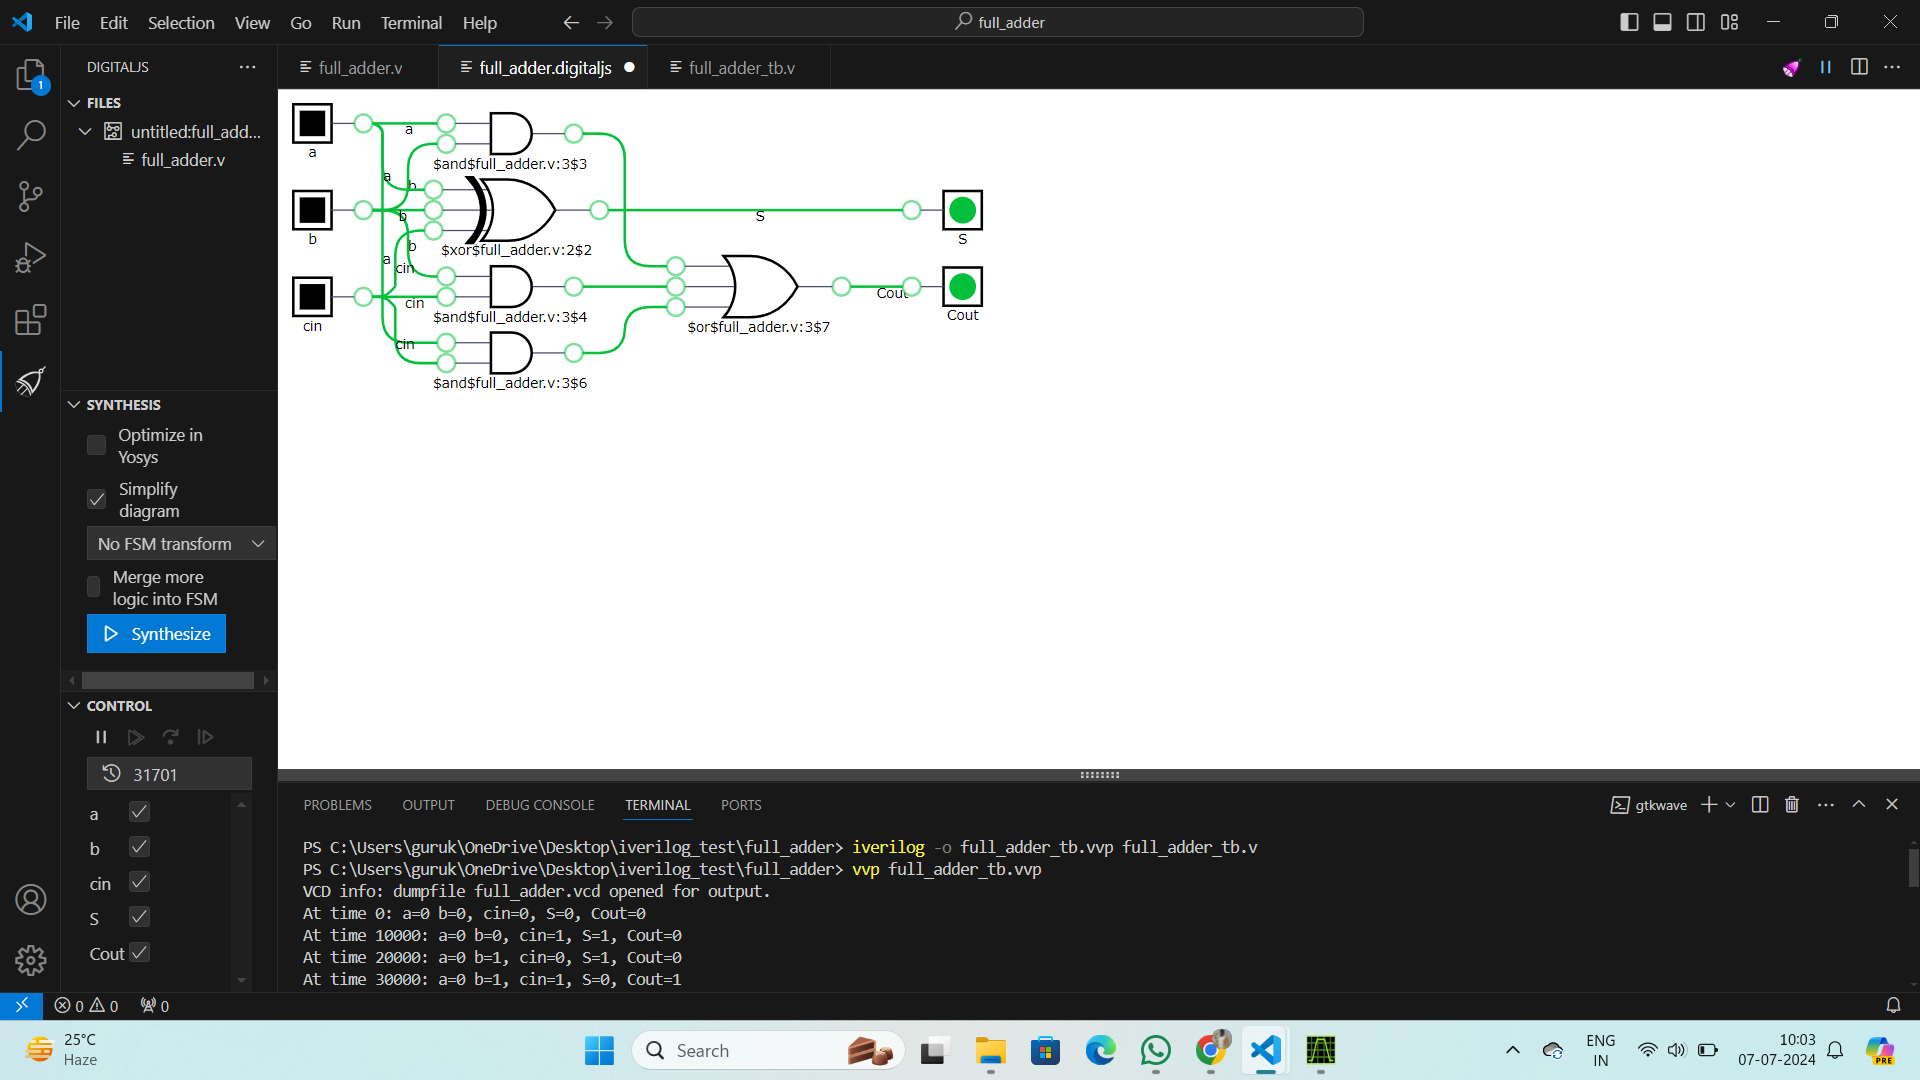 File Edit Selection View Go Run Terminal Help
full_adder
DIGITALJS
full_adder.v
full_adder.digitaljs
full_adder_tb.v
1
FILES
untitled:full_add...
full_adder.v
SYNTHESIS
Optimize in
Yosys
Simplify
diagram
No FSM transform
Merge more
logic into FSM
Synthesize
CONTROL
31701
a
b
cin
S
Cout
a
b
cin
a
a
b
b
b
a
cin
cin
cin
$and$full_adder.v:3$3
$xor$full_adder.v:2$2
$and$full_adder.v:3$4
$and$full_adder.v:3$6
$or$full_adder.v:3$7
S
Cout
S
Cout
PROBLEMS OUTPUT DEBUG CONSOLE TERMINAL PORTS
gtkwave
PS C:\Users\guruk\OneDrive\Desktop\iverilog_test\full_adder> iverilog -o full_adder_tb.vvp full_adder_tb.v
PS C:\Users\guruk\OneDrive\Desktop\iverilog_test\full_adder> vvp full_adder_tb.vvp
VCD info: dumpfile full_adder.vcd opened for output.
At time 0: a=0 b=0, cin=0, S=0, Cout=0
At time 10000: a=0 b=0, cin=1, S=1, Cout=0
At time 20000: a=0 b=1, cin=0, S=1, Cout=0
At time 30000: a=0 b=1, cin=1, S=0, Cout=1
0 0 0
25°C
Haze
Search
ENG
IN
10:03
07-07-2024
PRE